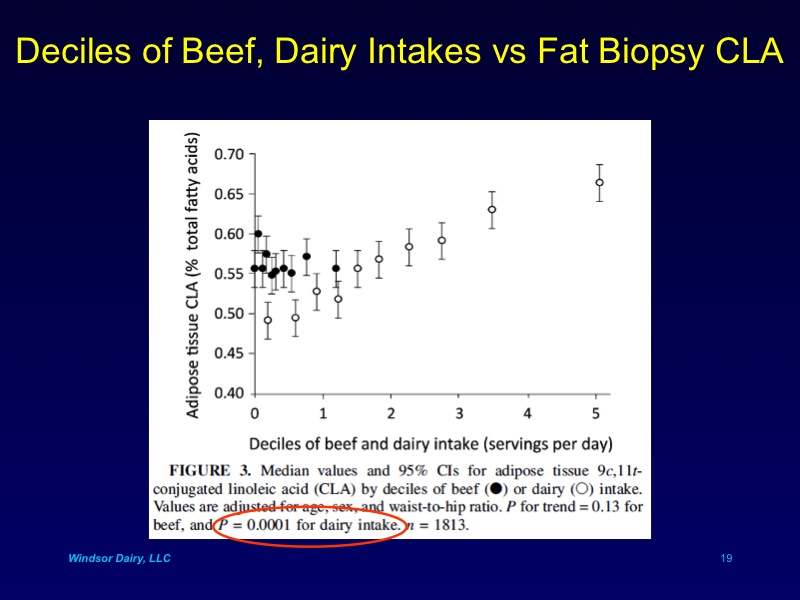 Deciles of Beef, Dairy Intakes vs Fat Biopsy CLA
Adipose tissue CLA (% total fatty acids)
0.70
0.65
0.60
0.55
0.50
0.45
0.40
0 1 2 3 4 5
Deciles of beef and dairy intake (servings per day)
FIGURE 3. Median values and 95% CIs for adipose tissue 9c,11t-
conjugated linoleic acid (CLA) by deciles of beef (●) or dairy (○) intake.
Values are adjusted for age, sex, and waist-to-hip ratio. P for trend = 0.13 for
beef, and P = 0.0001 for dairy intake. n = 1813.
Windsor Dairy, LLC
19